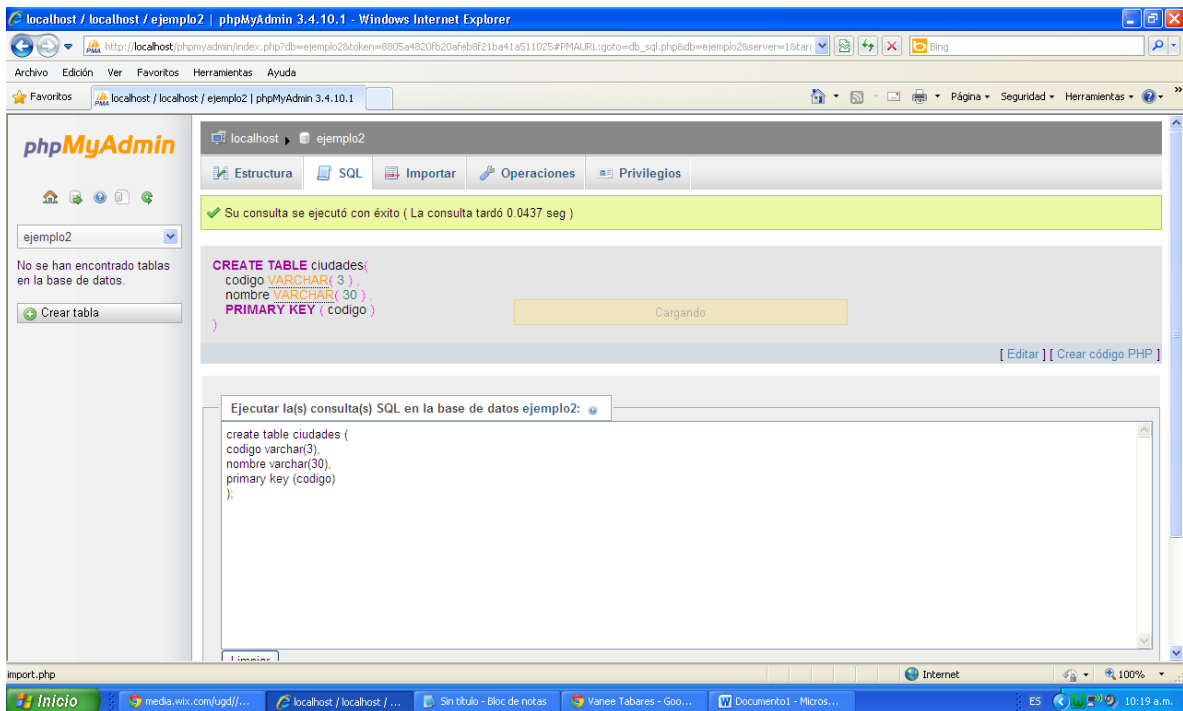 localhost / localhost / ejemplo2 | phpMyAdmin 3.4.10.1 - Windows Internet Explorer
http://localhost/phpmyadmin/index.php?db=ejemplo2&token=8805a4820fb20afeb8f21ba41a511025#PMAURL:goto=db_sql.php&db=ejemplo2&server=1&tar
Bing
Archivo Edición Ver Favoritos Herramientas Ayuda
Favoritos
localhost / localhost / ejemplo2 | phpMyAdmin 3.4.10.1
Página Seguridad Herramientas
phpMyAdmin
ejemplo2
No se han encontrado tablas
en la base de datos.
Crear tabla
localhost ejemplo2
Estructura SQL Importar Operaciones Privilegios
Su consulta se ejecutó con éxito ( La consulta tardó 0.0437 seg )
CREATE TABLE ciudades(
codigo VARCHAR( 3 ) ,
nombre VARCHAR( 30 ) ,
PRIMARY KEY ( codigo )
)
Cargando
[ Editar ] [ Crear código PHP ]
Ejecutar la(s) consulta(s) SQL en la base de datos ejemplo2:
create table ciudades (
codigo varchar(3),
nombre varchar(30),
primary key (codigo)
);
Limpiar
import.php
Internet
100%
Inicio
media.wix.com/ugd//...
localhost / localhost / ...
Sin título - Bloc de notas
Vanee Tabares - Goo...
Documento1 - Micros...
ES
10:19 a.m.